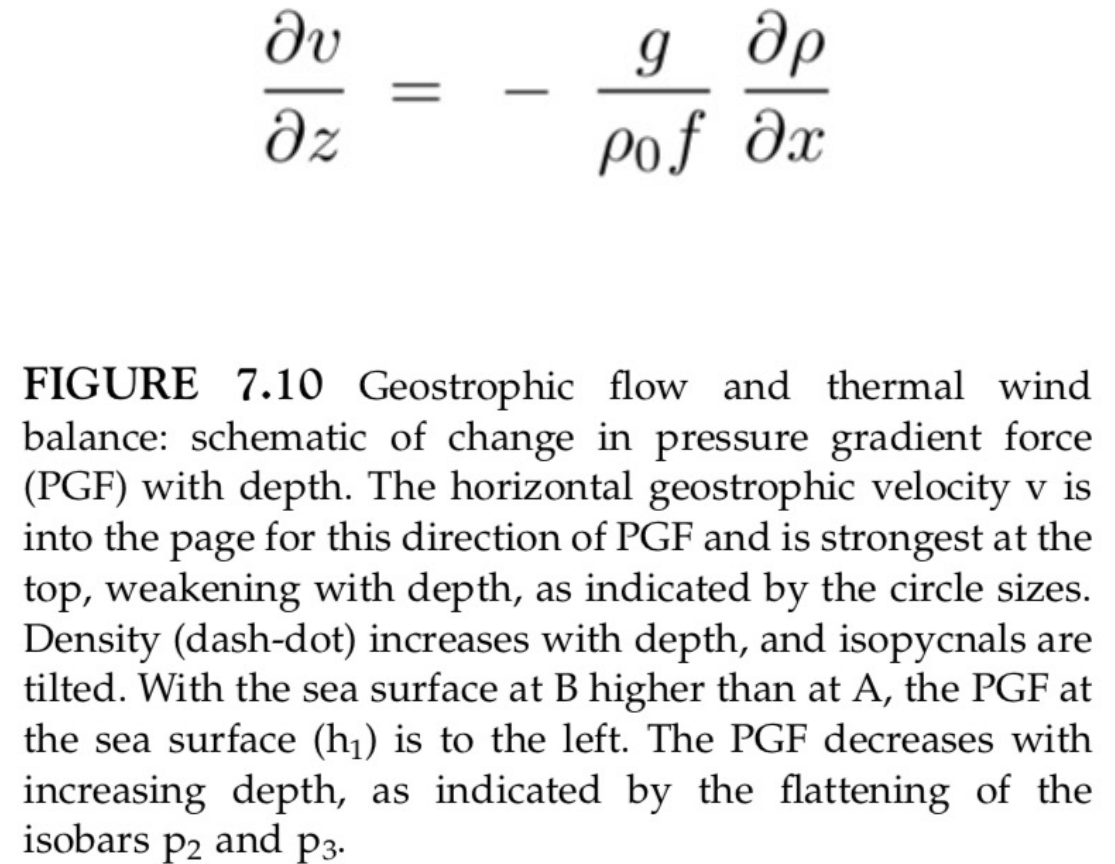 ∂v/∂z = − g/ρ₀f ∂ρ/∂x
FIGURE 7.10 Geostrophic flow and thermal wind
balance: schematic of change in pressure gradient force
(PGF) with depth. The horizontal geostrophic velocity v is
into the page for this direction of PGF and is strongest at the
top, weakening with depth, as indicated by the circle sizes.
Density (dash-dot) increases with depth, and isopycnals are
tilted. With the sea surface at B higher than at A, the PGF at
the sea surface (h₁) is to the left. The PGF decreases with
increasing depth, as indicated by the flattening of the
isobars p₂ and p₃.